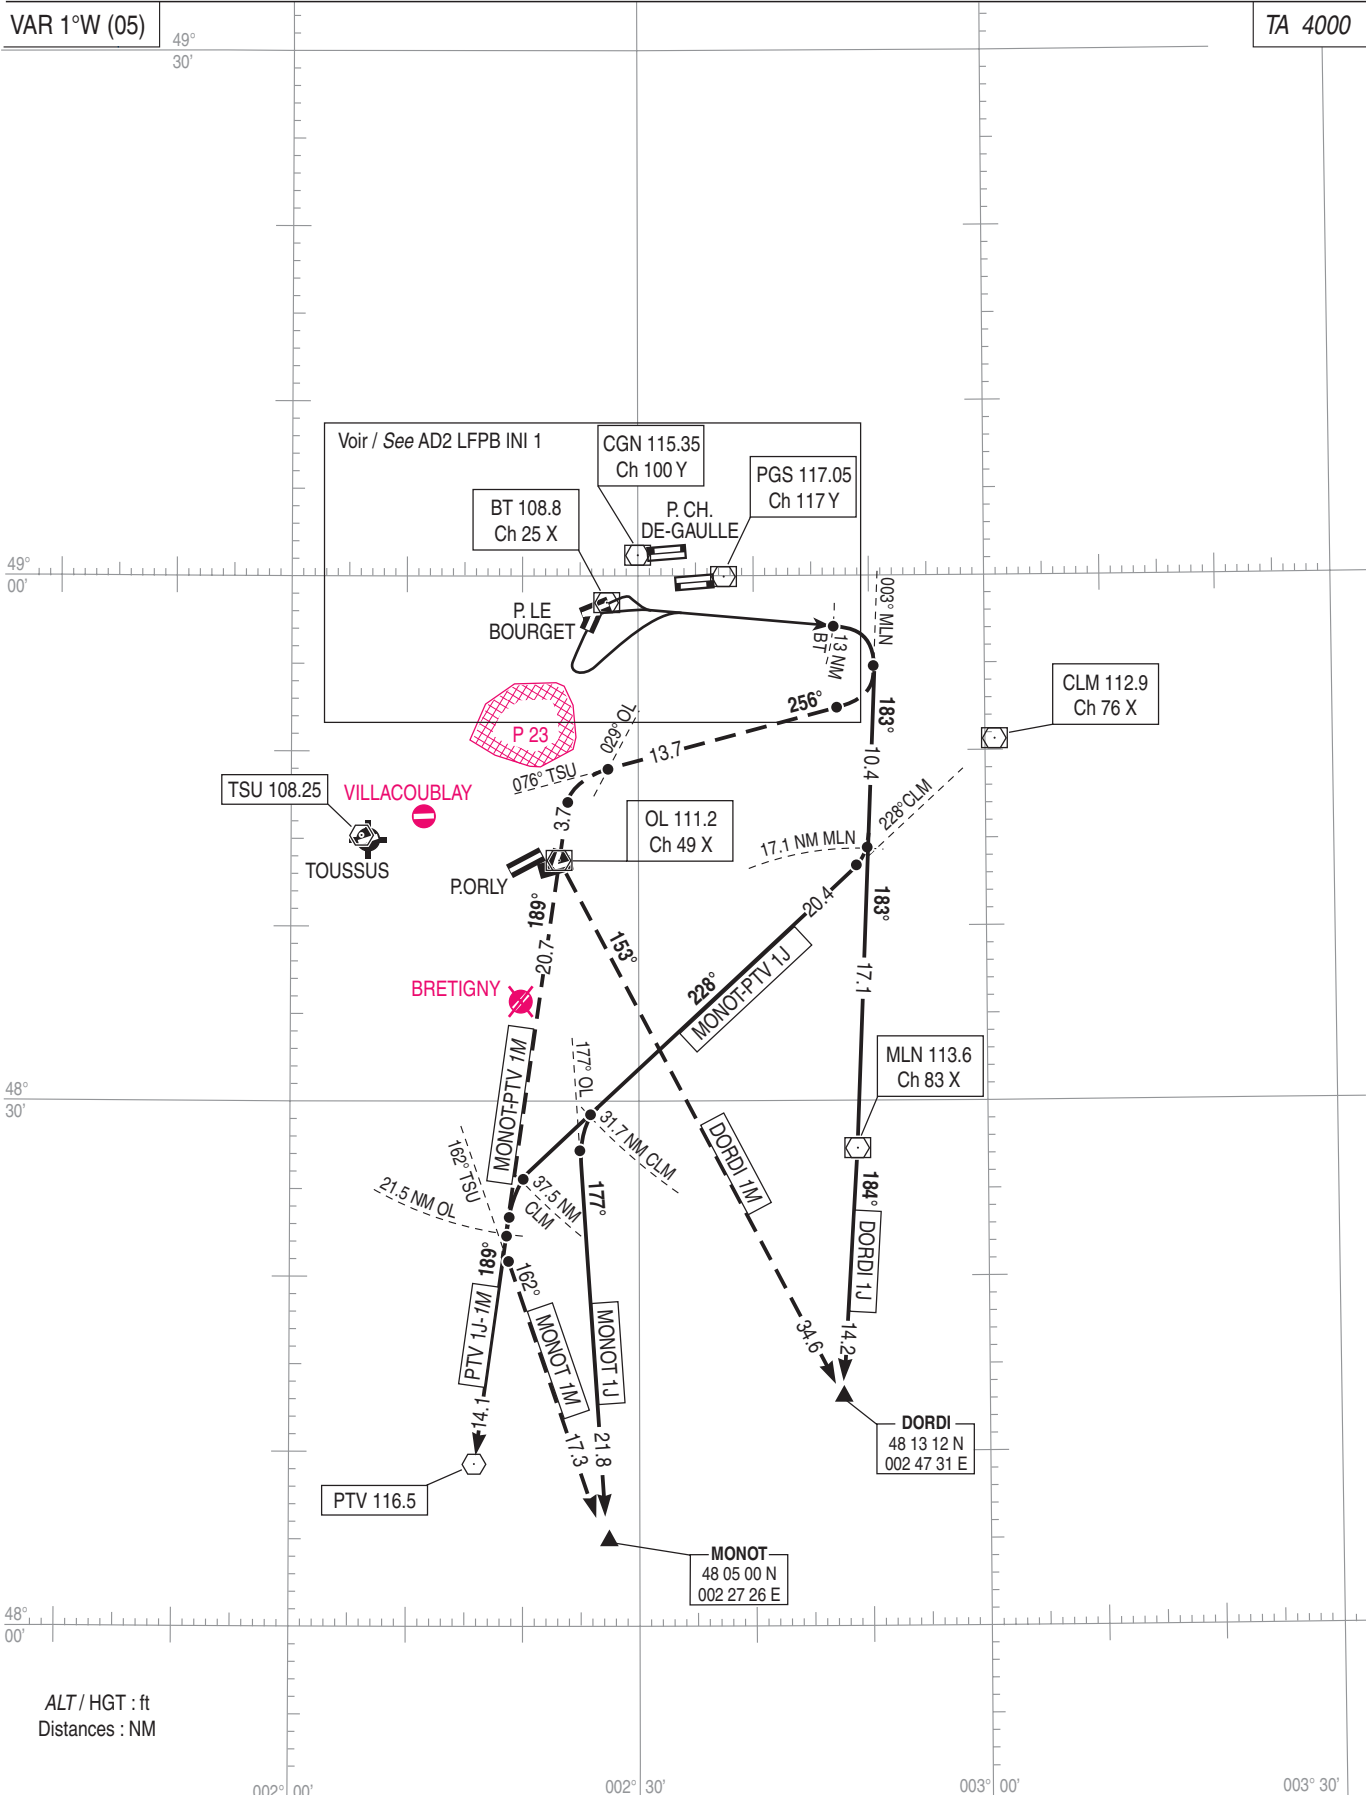 VAR 1°W (05)
TA 4000
49°
30'
Voir / See AD2 LFPB INI 1
CGN 115.35
Ch 100 Y
PGS 117.05
Ch 117 Y
BT 108.8
Ch 25 X
P. CH.
DE-GAULLE
49°
00'
P. LE
BOURGET
13 NM
BT
003° MLN
CLM 112.9
Ch 76 X
256°
183°
P 23
029° OL
13.7
10.4
076° TSU
TSU 108.25
VILLACOUBLAY
228° CLM
3.7
OL 111.2
Ch 49 X
17.1 NM MLN
TOUSSUS
P.ORLY
189°
20.4
183°
153°
20.7
17.1
228°
MONOT-PTV 1J
BRETIGNY
MONOT-PTV 1M
177° OL
MLN 113.6
Ch 83 X
48°
30'
31.7 NM CLM
DORDI 1M
162° TSU
21.5 NM OL
37.5 NM
CLM
177°
184°
DORDI 1J
189°
162°
PTV 1J-1M
MONOT 1M
MONOT 1J
34.6
14.2
14.1
17.3
21.8
DORDI
48 13 12 N
002 47 31 E
PTV 116.5
MONOT
48 05 00 N
002 27 26 E
48°
00'
ALT / HGT : ft
Distances : NM
002° 00'
002° 30'
003° 00'
003° 30'